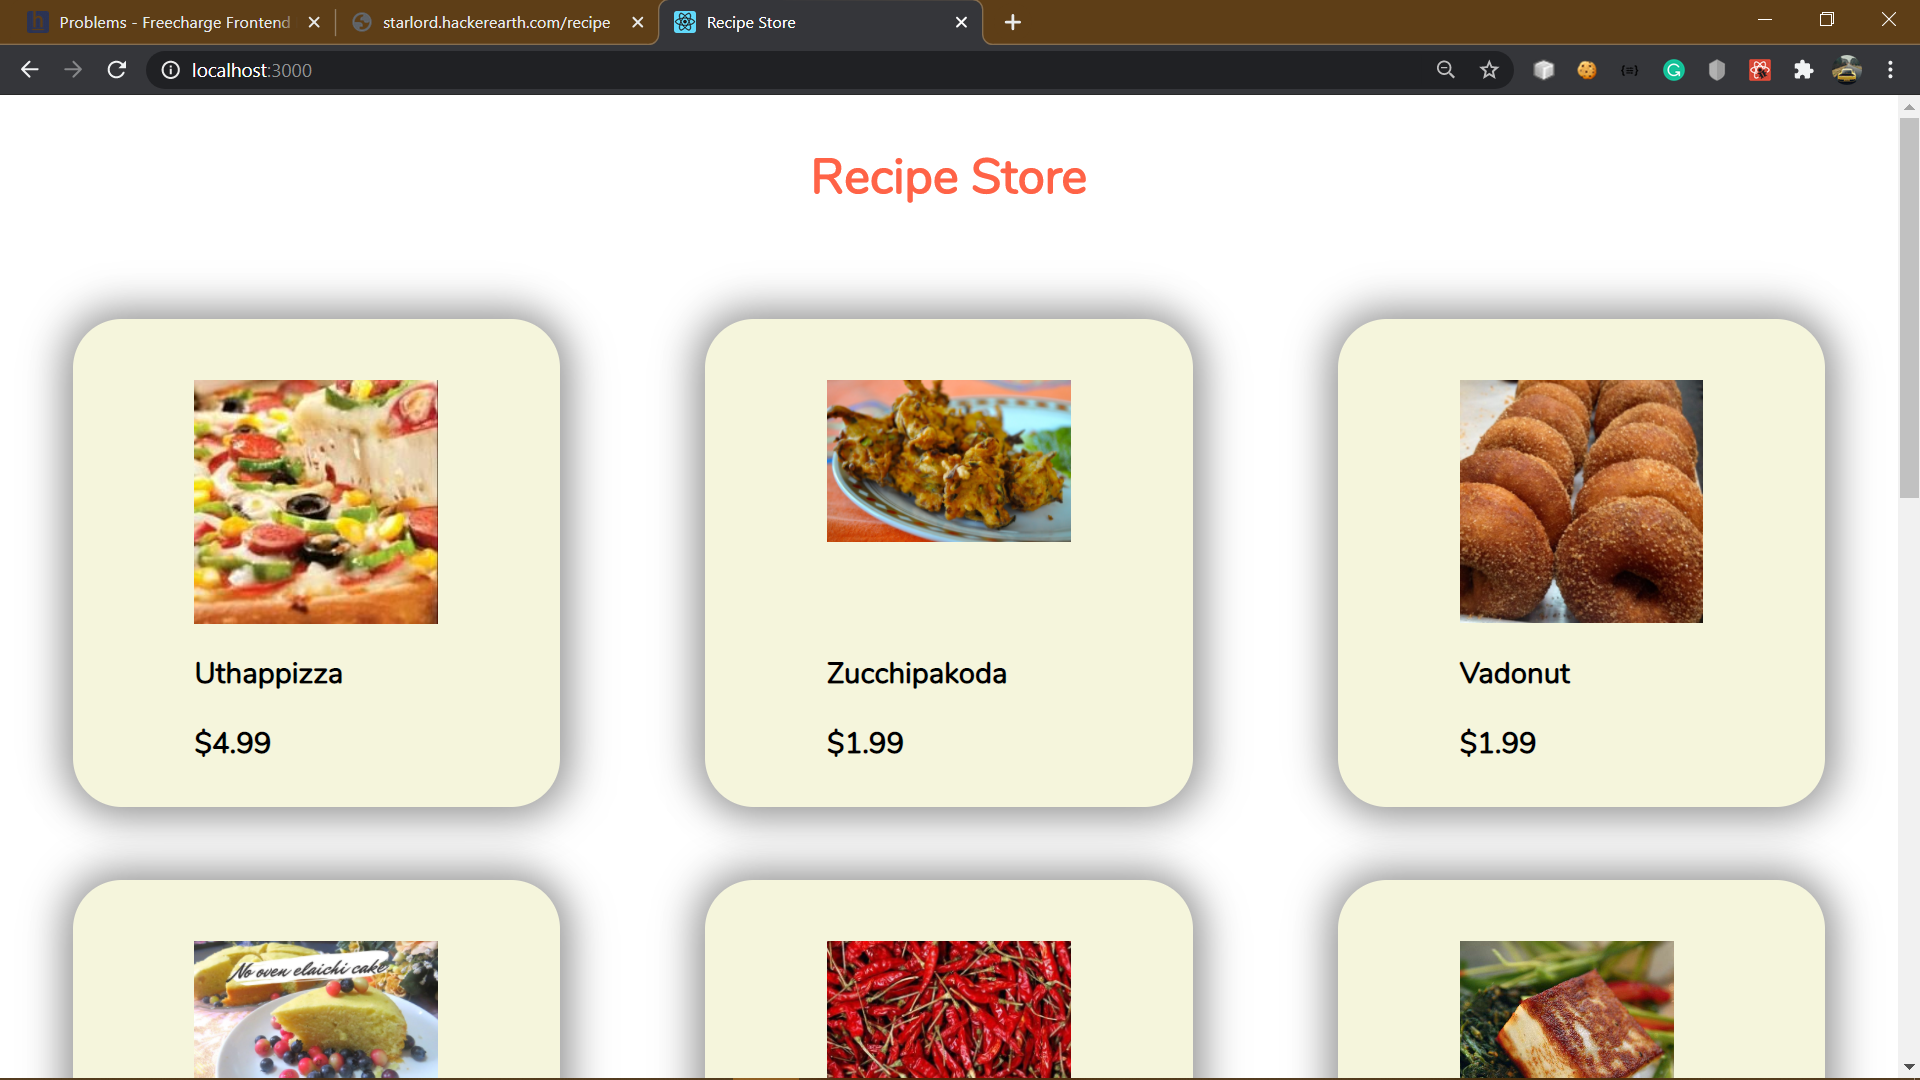 Problems - Freecharge Frontend
starlord.hackerearth.com/recipe
Recipe Store
localhost:3000
Recipe Store
Uthappizza
$4.99
Zucchipakoda
$1.99
Vadonut
$1.99
No oven elaichi cake